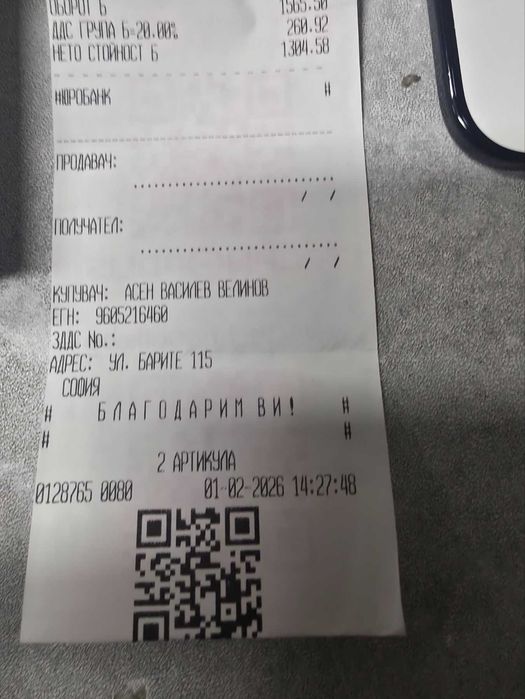 ОБОРОТ Б 1565.50
ДДС ГРУПА Б=20.00% 260.92
НЕТО СТОЙНОСТ Б 1304.58
#ЮРОБАНК #
ПРОДАВАЧ:
..............................
/ /
ПОЛУЧАТЕЛ:
..............................
/ /
КУПУВАЧ: АСЕН ВАСИЛЕВ ВЕЛИНОВ
ЕГН: 9605216460
ЗДДС No.:
АДРЕС: УЛ. БАРИТЕ 115
СОФИЯ
# БЛАГОДАРИМ ВИ! #
# #
2 АРТИКУЛА
0128765 0080 01-02-2026 14:27:48